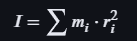 I = ∑ mᵢ · rᵢ²